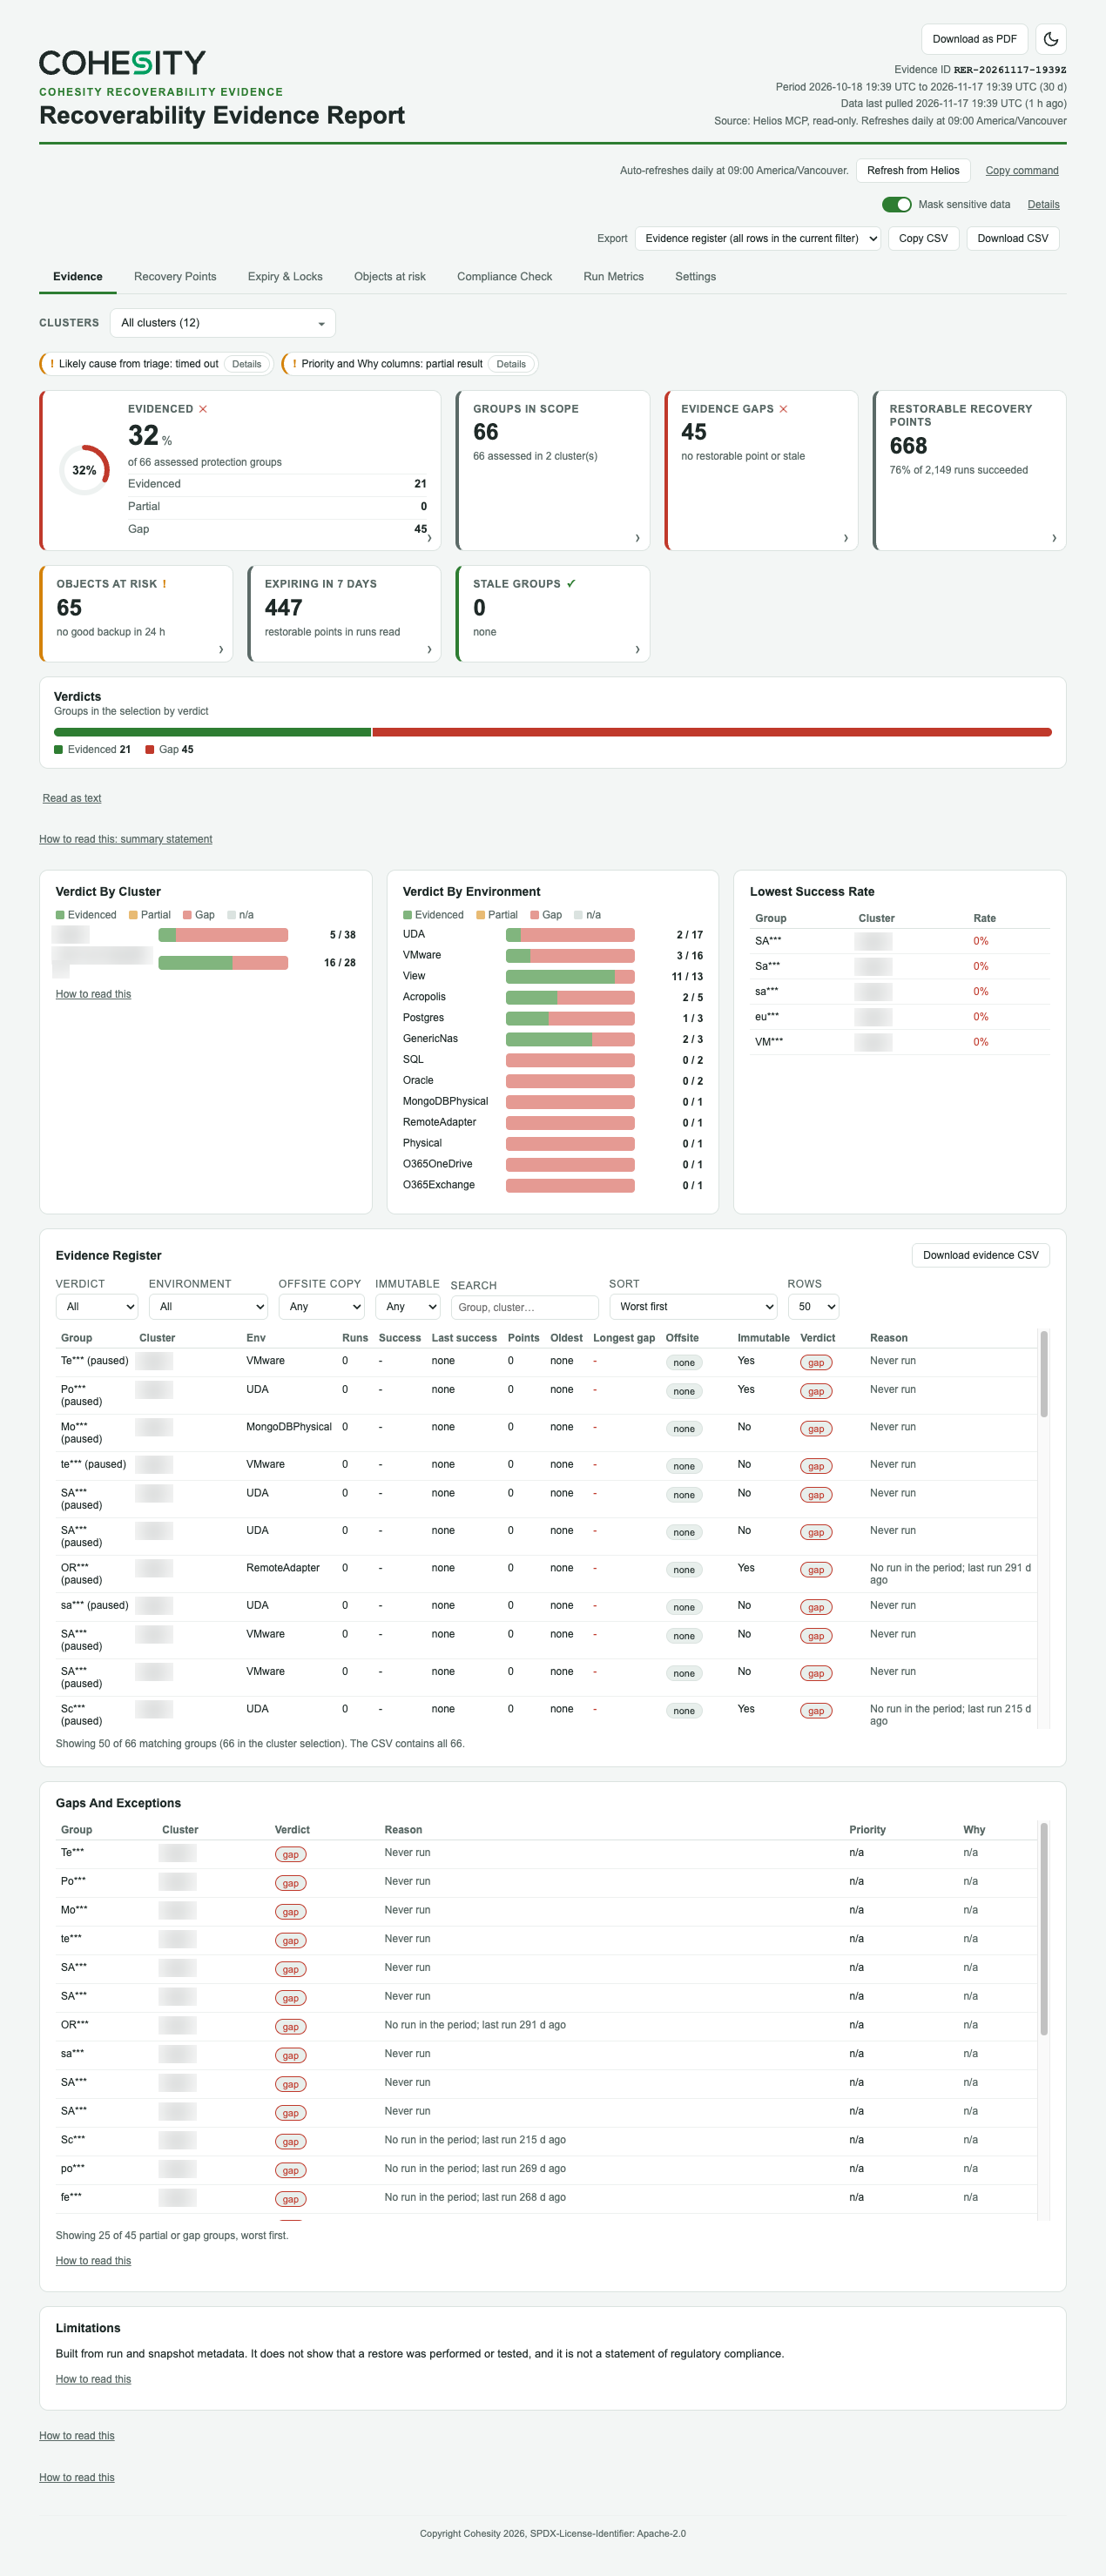 Download as PDF
COHESITY
COHESITY RECOVERABILITY EVIDENCE
Recoverability Evidence Report
Evidence ID RER-20261117-1939Z
Period 2026-10-18 19:39 UTC to 2026-11-17 19:39 UTC (30 d)
Data last pulled 2026-11-17 19:39 UTC (1 h ago)
Source: Helios MCP, read-only. Refreshes daily at 09:00 America/Vancouver
Auto-refreshes daily at 09:00 America/Vancouver. Refresh from Helios Copy command
Mask sensitive data Details
Export Evidence register (all rows in the current filter) Copy CSV Download CSV
Evidence Recovery Points Expiry & Locks Objects at risk Compliance Check Run Metrics Settings
CLUSTERS All clusters (12)
! Likely cause from triage: timed out Details ! Priority and Why columns: partial result Details
EVIDENCED ✕
32%
32 %
of 66 assessed protection groups
Evidenced 21
Partial 0
Gap 45
GROUPS IN SCOPE
66
66 assessed in 2 cluster(s)
EVIDENCE GAPS ✕
45
no restorable point or stale
RESTORABLE RECOVERY POINTS
668
76% of 2,149 runs succeeded
OBJECTS AT RISK !
65
no good backup in 24 h
EXPIRING IN 7 DAYS
447
restorable points in runs read
STALE GROUPS ✓
0
none
Verdicts
Groups in the selection by verdict
Evidenced 21 Gap 45
Read as text
How to read this: summary statement
Verdict By Cluster
Evidenced Partial Gap n/a
5 / 38
16 / 28
How to read this
Verdict By Environment
Evidenced Partial Gap n/a
UDA 2 / 17
VMware 3 / 16
View 11 / 13
Acropolis 2 / 5
Postgres 1 / 3
GenericNas 2 / 3
SQL 0 / 2
Oracle 0 / 2
MongoDBPhysical 0 / 1
RemoteAdapter 0 / 1
Physical 0 / 1
O365OneDrive 0 / 1
O365Exchange 0 / 1
Lowest Success Rate
Group Cluster Rate
SA*** 0%
Sa*** 0%
sa*** 0%
eu*** 0%
VM*** 0%
Evidence Register Download evidence CSV
VERDICT ENVIRONMENT OFFSITE COPY IMMUTABLE SEARCH SORT ROWS
All All Any Any Group, cluster... Worst first 50
Group Cluster Env Runs Success Last success Points Oldest Longest gap Offsite Immutable Verdict Reason
Te*** (paused) VMware 0 - none 0 none - none Yes gap Never run
Po*** (paused) UDA 0 - none 0 none - none Yes gap Never run
Mo*** (paused) MongoDBPhysical 0 - none 0 none - none No gap Never run
te*** (paused) VMware 0 - none 0 none - none No gap Never run
SA*** (paused) UDA 0 - none 0 none - none No gap Never run
SA*** (paused) UDA 0 - none 0 none - none No gap Never run
OR*** (paused) RemoteAdapter 0 - none 0 none - none Yes gap No run in the period; last run 291 d ago
sa*** (paused) UDA 0 - none 0 none - none No gap Never run
SA*** (paused) VMware 0 - none 0 none - none No gap Never run
SA*** (paused) VMware 0 - none 0 none - none No gap Never run
Sc*** (paused) UDA 0 - none 0 none - none Yes gap No run in the period; last run 215 d ago
Showing 50 of 66 matching groups (66 in the cluster selection). The CSV contains all 66.
Gaps And Exceptions
Group Cluster Verdict Reason Priority Why
Te*** gap Never run n/a n/a
Po*** gap Never run n/a n/a
Mo*** gap Never run n/a n/a
te*** gap Never run n/a n/a
SA*** gap Never run n/a n/a
SA*** gap Never run n/a n/a
OR*** gap No run in the period; last run 291 d ago n/a n/a
sa*** gap Never run n/a n/a
SA*** gap Never run n/a n/a
SA*** gap Never run n/a n/a
Sc*** gap No run in the period; last run 215 d ago n/a n/a
po*** gap No run in the period; last run 269 d ago n/a n/a
fe*** gap No run in the period; last run 268 d ago n/a n/a
Showing 25 of 45 partial or gap groups, worst first.
How to read this
Limitations
Built from run and snapshot metadata. It does not show that a restore was performed or tested, and it is not a statement of regulatory compliance.
How to read this
How to read this
How to read this
Copyright Cohesity 2026, SPDX-License-Identifier: Apache-2.0